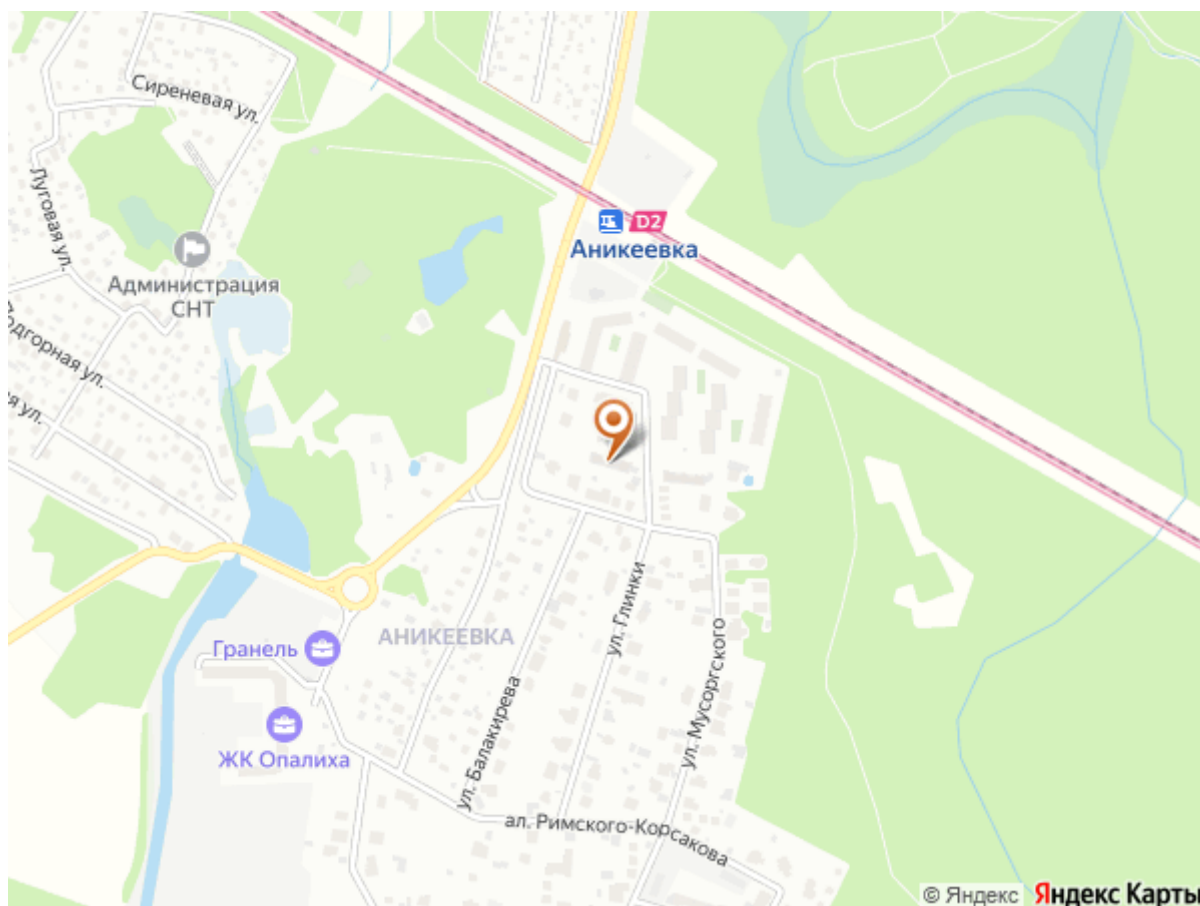 Сиреневая ул.
Луговая ул.
D2
Аникеевка
Администрация
СНТ
одгорная ул.
я ул.
АНИКЕЕВКА
Гранель
ул. Глинки
ул. Мусоргского
ул. Балакирева
ЖК Опалиха
ал. Римского-Корсакова
© Яндекс Яндекс Карты